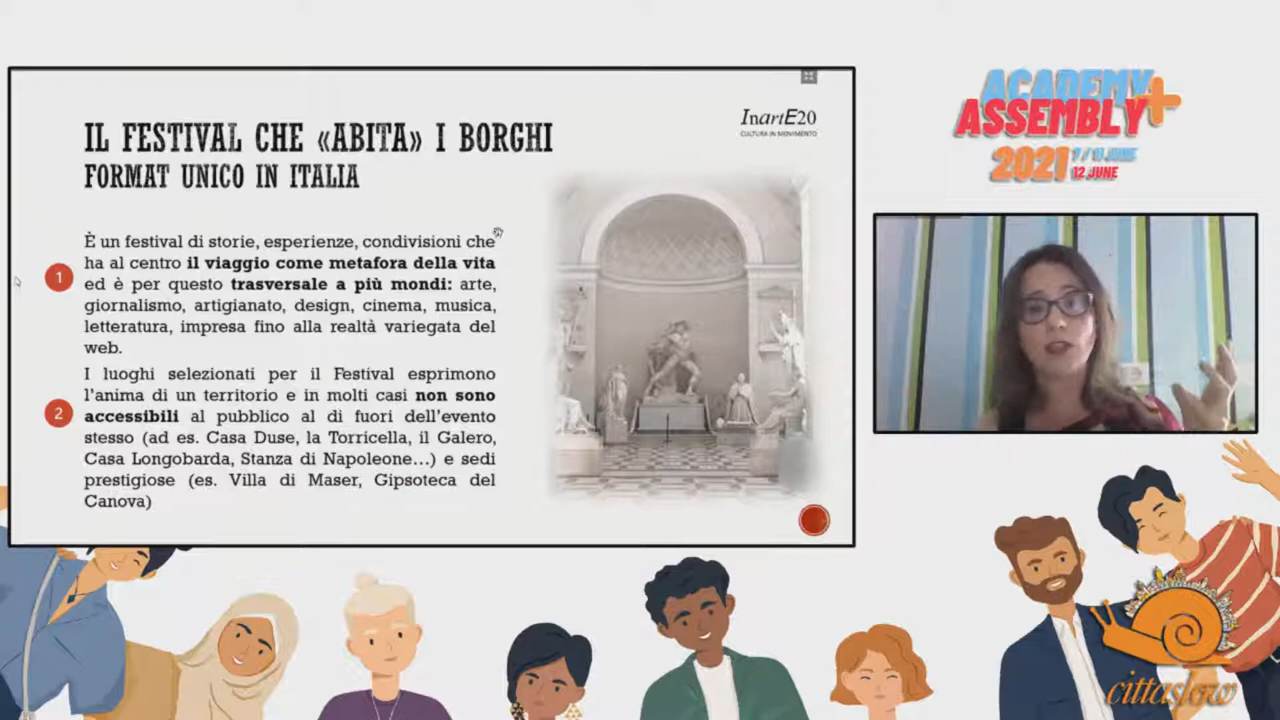 IL FESTIVAL CHE «ABITA» I BORGHI
FORMAT UNICO IN ITALIA
InartE20
CULTURA IN MOVIMENTO
1
È un festival di storie, esperienze, condivisioni che
ha al centro il viaggio come metafora della vita
ed è per questo trasversale a più mondi: arte,
giornalismo, artigianato, design, cinema, musica,
letteratura, impresa fino alla realtà variegata del
web.
2
I luoghi selezionati per il Festival esprimono
l'anima di un territorio e in molti casi non sono
accessibili al pubblico al di fuori dell'evento
stesso (ad es. Casa Duse, la Torricella, il Galero,
Casa Longobarda, Stanza di Napoleone...) e sedi
prestigiose (es. Villa di Maser, Gipsoteca del
Canova)
ACADEMY+
ASSEMBLY
2021
7 / 11 JUNE
12 JUNE
cittaslow